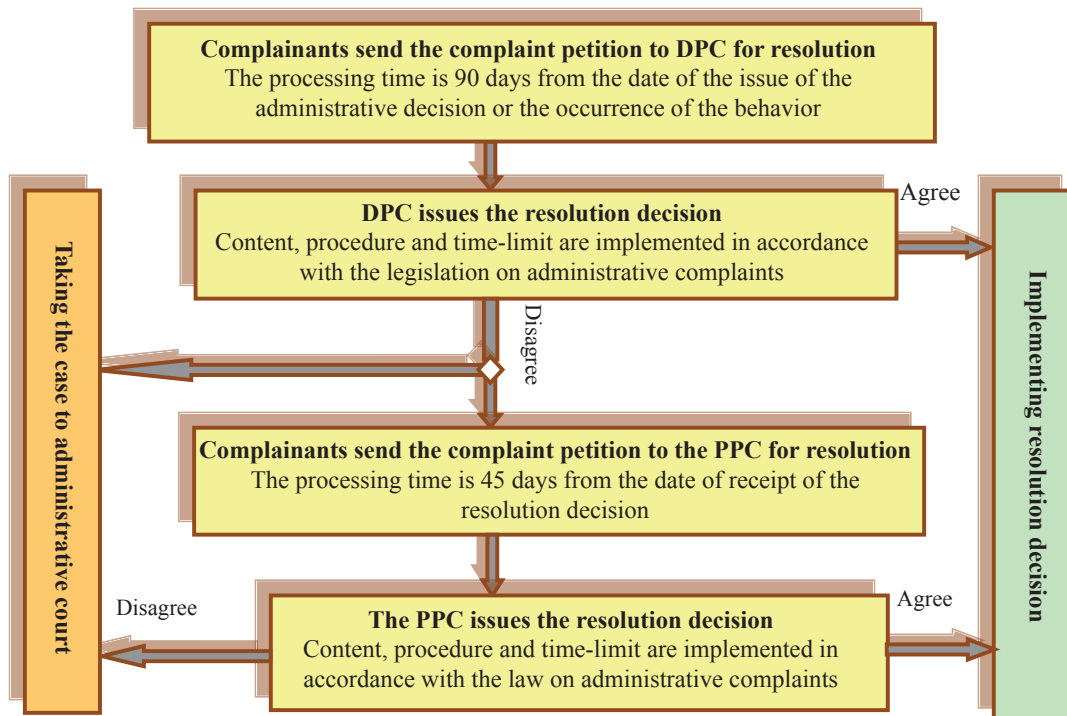 Complainants send the complaint petition to DPC for resolution
The processing time is 90 days from the date of the issue of the
administrative decision or the occurrence of the behavior
Agree
DPC issues the resolution decision
Content, procedure and time-limit are implemented in accordance
with the legislation on administrative complaints
Taking the case to administrative court
Implementing resolution decision
Disagree
Complainants send the complaint petition to the PPC for resolution
The processing time is 45 days from the date of receipt of the
resolution decision
Disagree
Agree
The PPC issues the resolution decision
Content, procedure and time-limit are implemented in
accordance with the law on administrative complaints